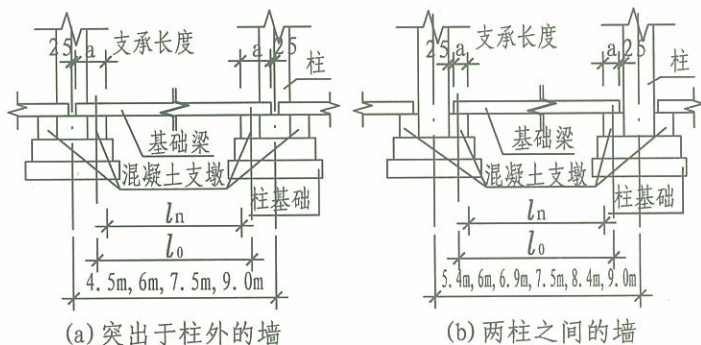 25 a 支承长度 a 25
柱
基础梁
混凝土支墩
柱基础
ln
l0
4.5m,6m,7.5m,9.0m
(a)突出于柱外的墙
25 a 支承长度 a 25
柱
基础梁
混凝土支墩
柱基础
ln
l0
5.4m,6m,6.9m,7.5m,8.4m,9.0m
(b)两柱之间的墙